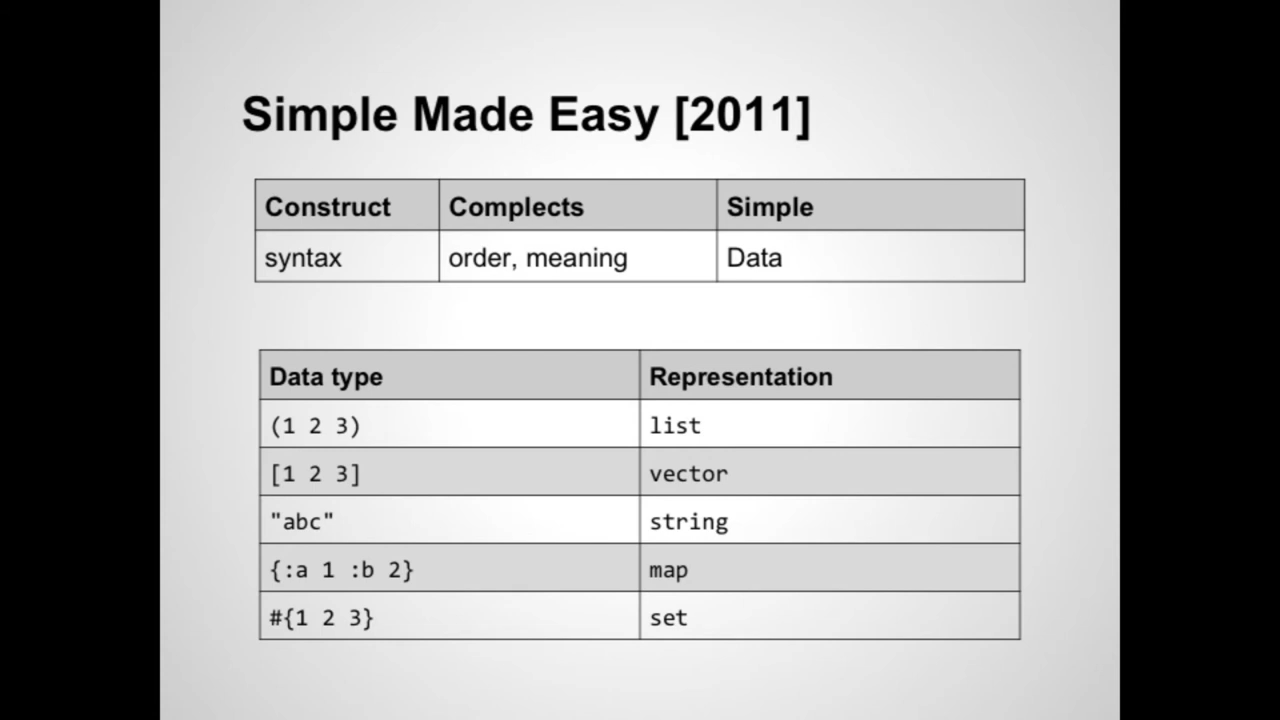 Simple Made Easy [2011]
Construct Complects Simple
syntax order, meaning Data
Data type Representation
(1 2 3) list
[1 2 3] vector
"abc" string
{:a 1 :b 2} map
#{1 2 3} set